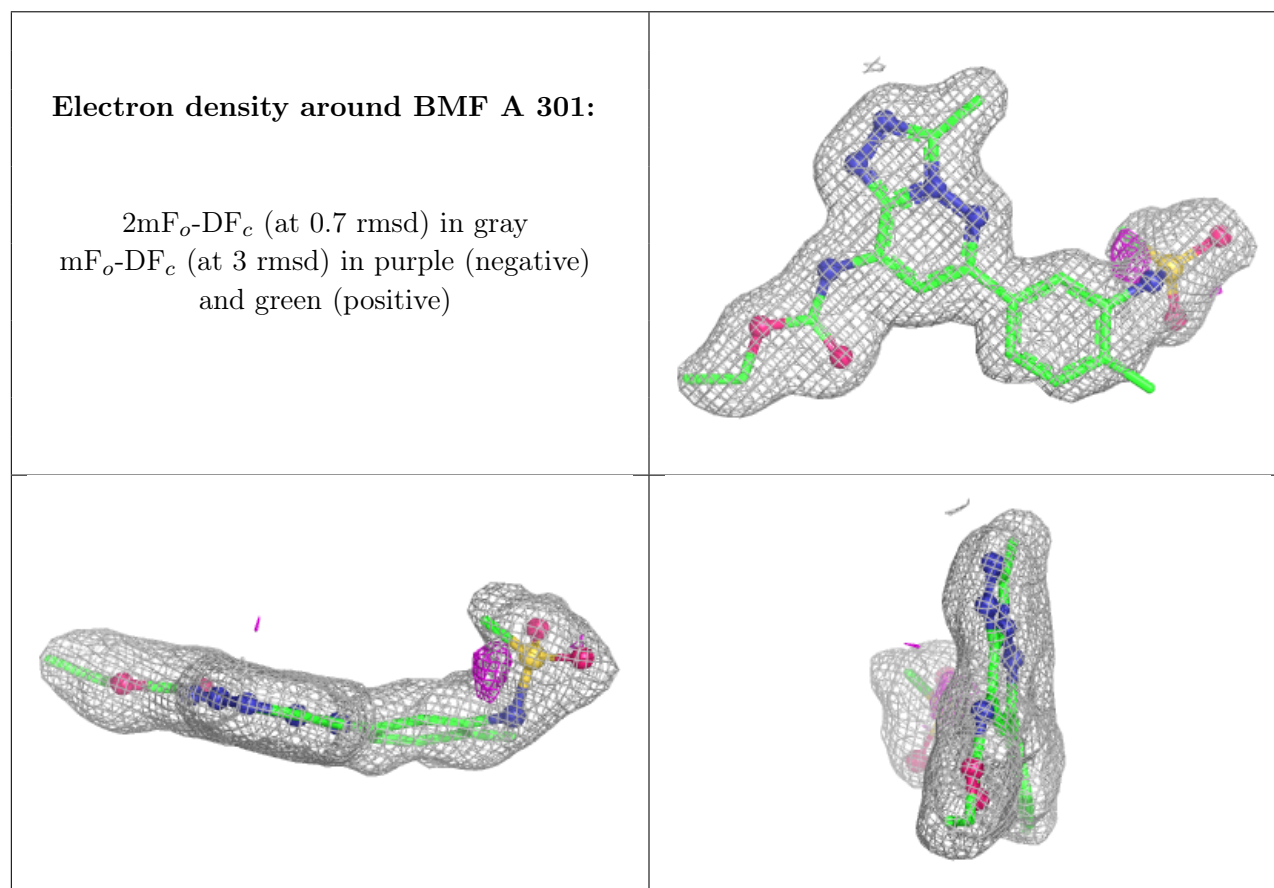 Electron density around BMF A 301:
2mFo-DFc (at 0.7 rmsd) in gray
mFo-DFc (at 3 rmsd) in purple (negative)
and green (positive)